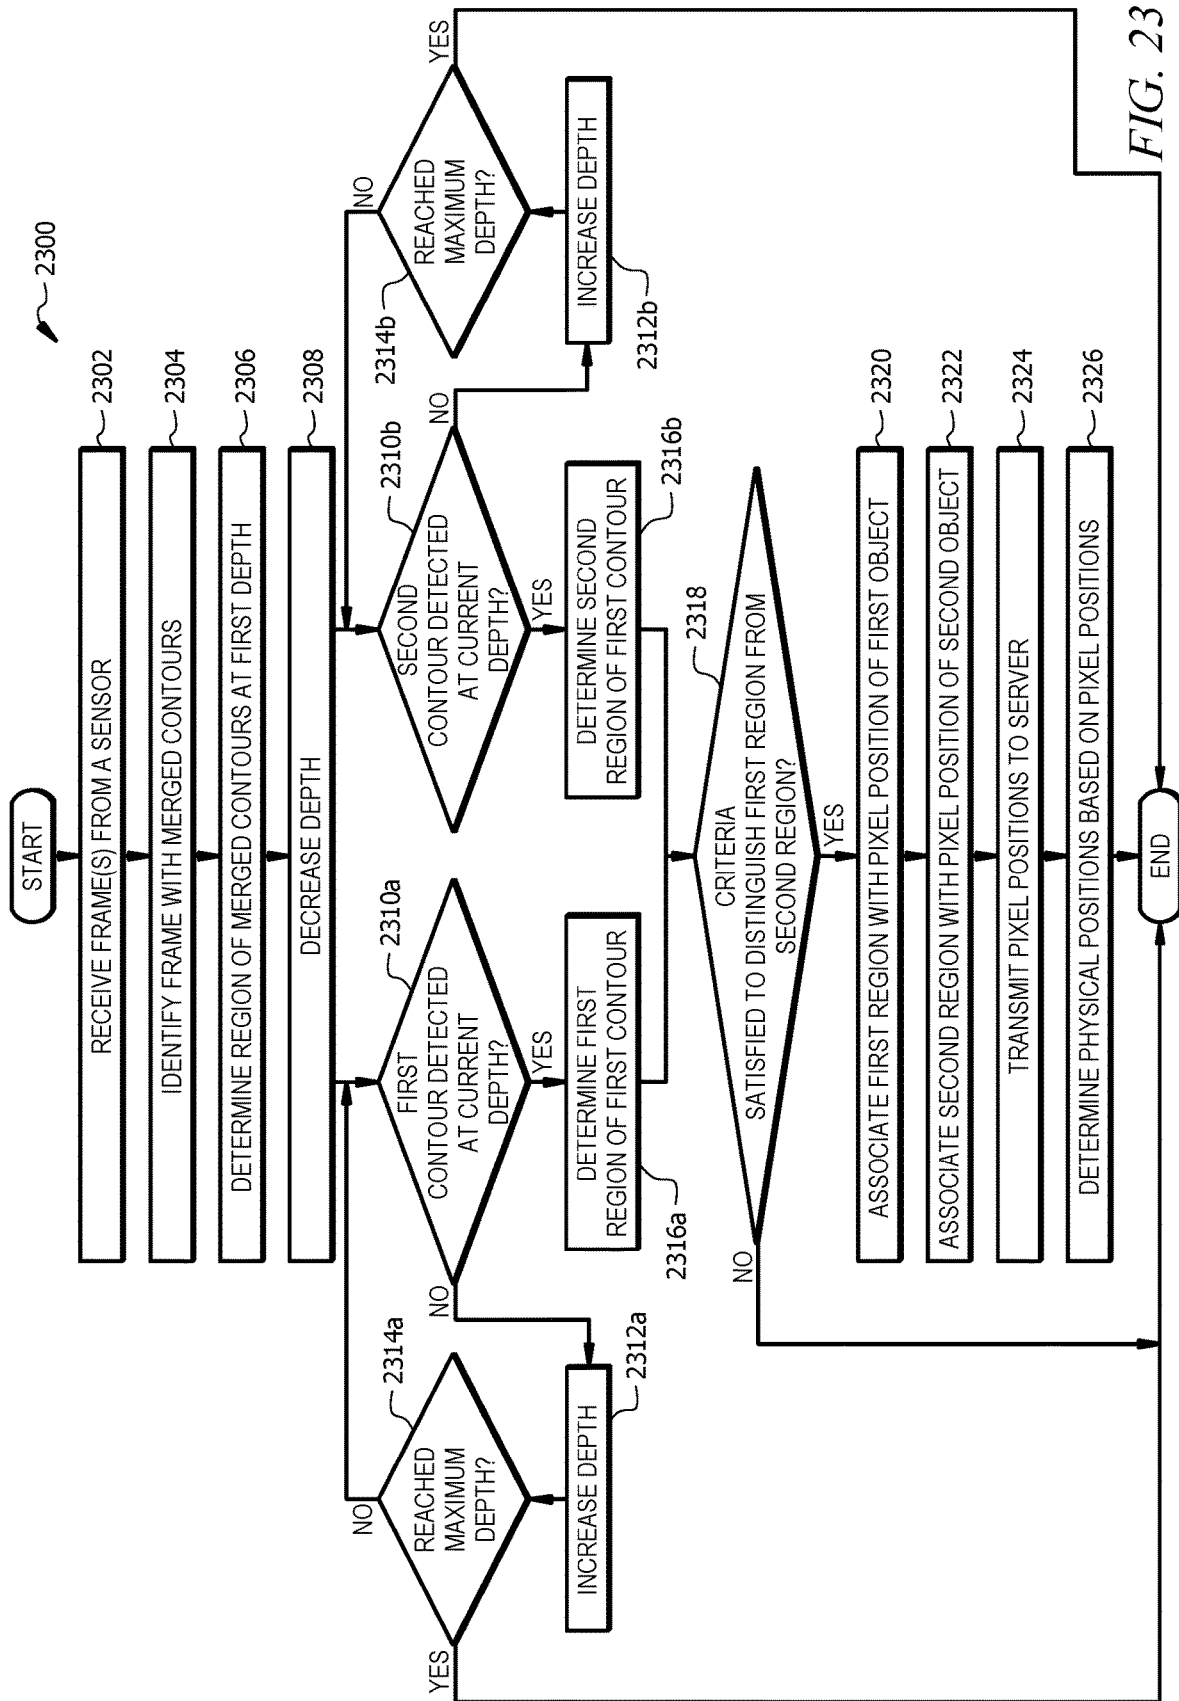 2300
START
RECEIVE FRAME(S) FROM A SENSOR
2302
IDENTIFY FRAME WITH MERGED CONTOURS
2304
DETERMINE REGION OF MERGED CONTOURS AT FIRST DEPTH
2306
DECREASE DEPTH
2308
REACHED
MAXIMUM
DEPTH?
2314a
NO
YES
FIRST
CONTOUR DETECTED
AT CURRENT
DEPTH?
2310a
NO
YES
SECOND
CONTOUR DETECTED
AT CURRENT
DEPTH?
2310b
NO
YES
REACHED
MAXIMUM
DEPTH?
2314b
NO
YES
INCREASE DEPTH
2312a
DETERMINE FIRST
REGION OF FIRST CONTOUR
2316a
DETERMINE SECOND
REGION OF FIRST CONTOUR
2316b
INCREASE DEPTH
2312b
CRITERIA
SATISFIED TO DISTINGUISH FIRST REGION FROM
SECOND REGION?
2318
NO
YES
ASSOCIATE FIRST REGION WITH PIXEL POSITION OF FIRST OBJECT
2320
ASSOCIATE SECOND REGION WITH PIXEL POSITION OF SECOND OBJECT
2322
TRANSMIT PIXEL POSITIONS TO SERVER
2324
DETERMINE PHYSICAL POSITIONS BASED ON PIXEL POSITIONS
2326
END
FIG. 23